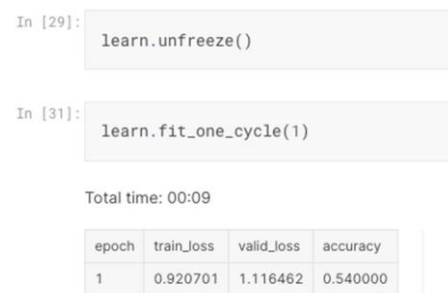 In [29]:
learn.unfreeze()
In [31]:
learn.fit_one_cycle(1)
Total time: 00:09
epoch train_loss valid_loss accuracy
1 0.920701 1.116462 0.540000